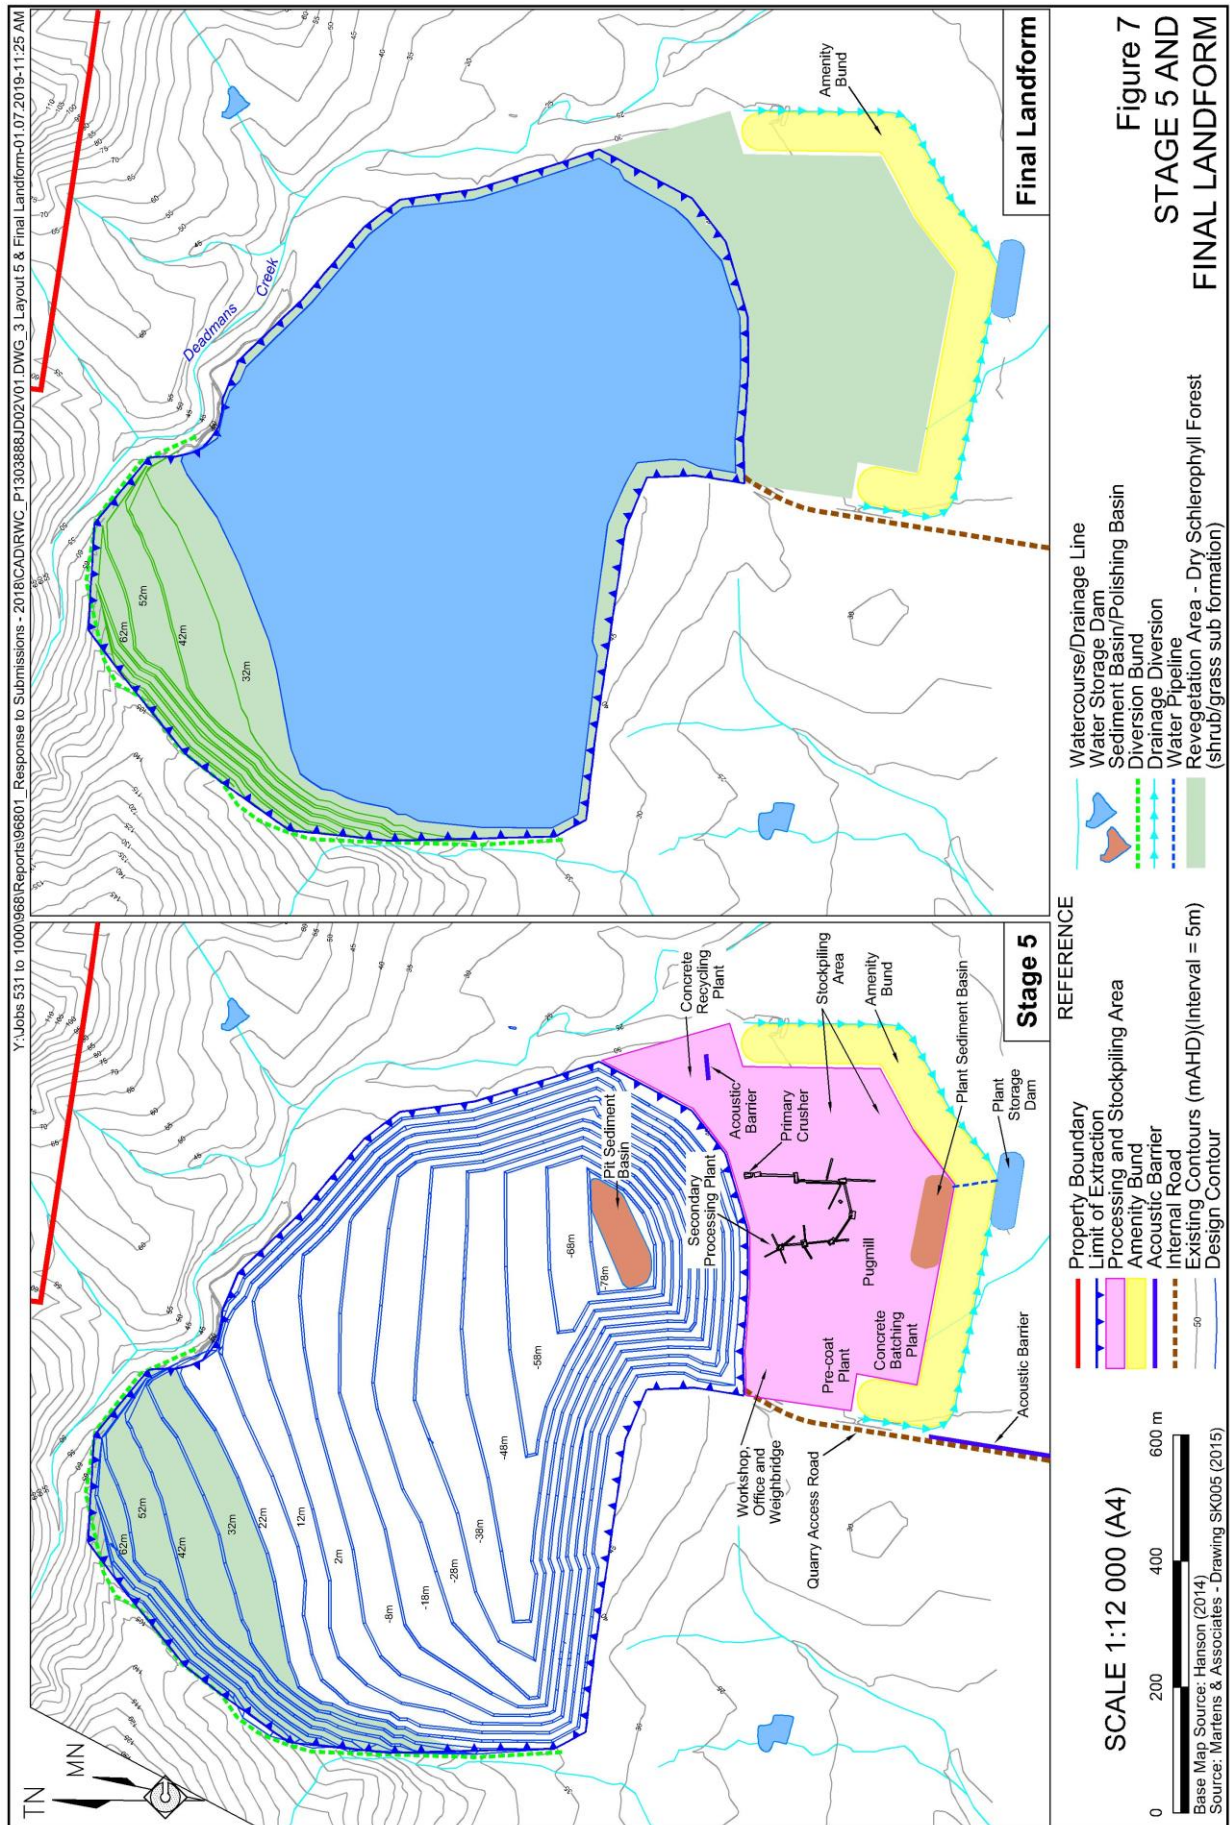 Y:\Jobs 531 to 1000\968\Reports\96801_Response to Submissions - 2018\CAD\RWC_P1303888JD02V01.DWG_3 Layout 5 & Final Landform-01.07.2019-11:25 AM
TN
MN
62m
52m
42m
32m
22m
12m
2m
-8m
-18m
-28m
-38m
-48m
-58m
-68m
-78m
Pit Sediment
Basin
Secondary
Processing Plant
Primary
Crusher
Acoustic
Barrier
Concrete
Recycling
Plant
Stockpiling
Area
Amenity
Bund
Plant Sediment Basin
Plant
Storage
Dam
Pugmill
Concrete
Batching
Plant
Pre-coat
Plant
Workshop,
Office and
Weighbridge
Quarry Access Road
Acoustic Barrier
Stage 5
Deadmans
Creek
62m
52m
42m
32m
Amenity
Bund
Final Landform
SCALE 1:12 000 (A4)
0 200 400 600 m
Base Map Source: Hanson (2014)
Source: Martens & Associates - Drawing SK005 (2015)
REFERENCE
Property Boundary
Limit of Extraction
Processing and Stockpiling Area
Amenity Bund
Acoustic Barrier
Internal Road
50
Existing Contours (mAHD)(Interval = 5m)
Design Contour
Watercourse/Drainage Line
Water Storage Dam
Sediment Basin/Polishing Basin
Diversion Bund
Drainage Diversion
Water Pipeline
Revegetation Area - Dry Schlerophyll Forest
(shrub/grass sub formation)
Figure 7
STAGE 5 AND
FINAL LANDFORM